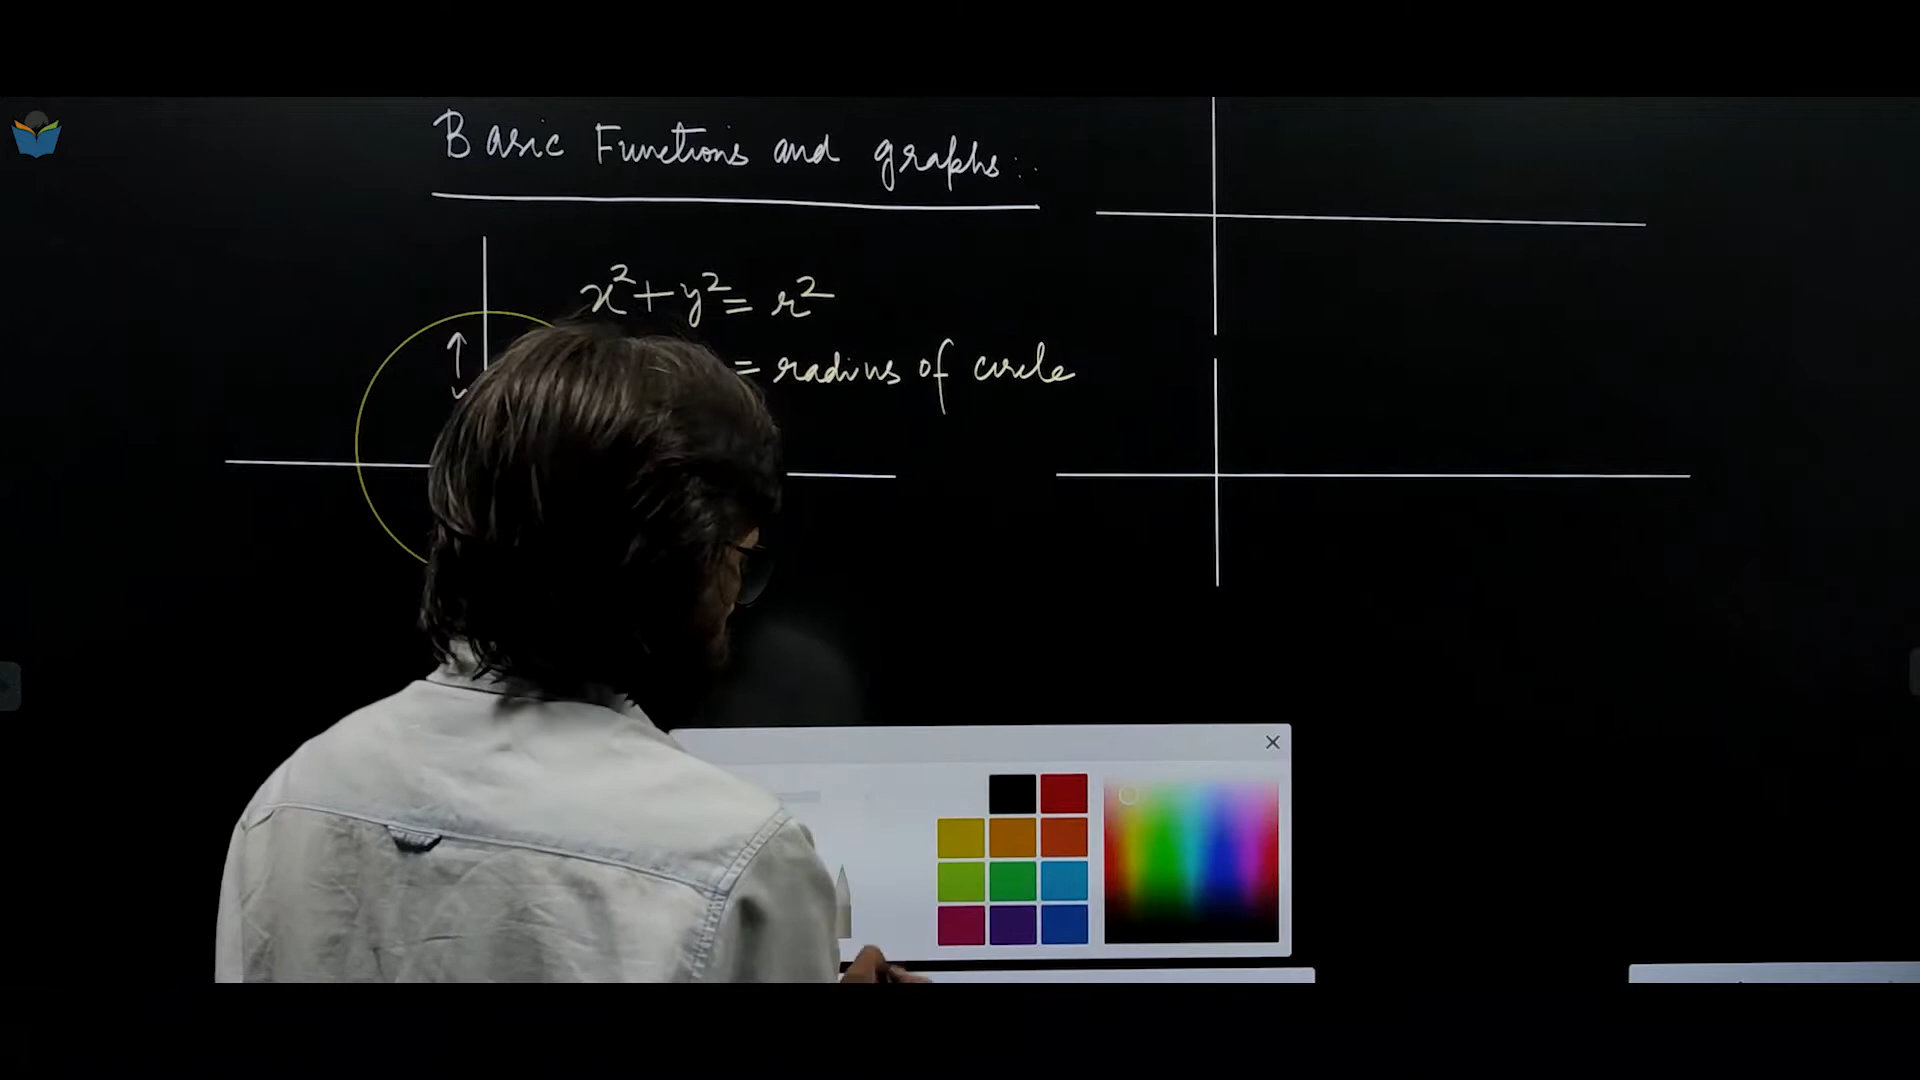 Basic Functions and graphs:
x²+y² = r²
= radius of circle